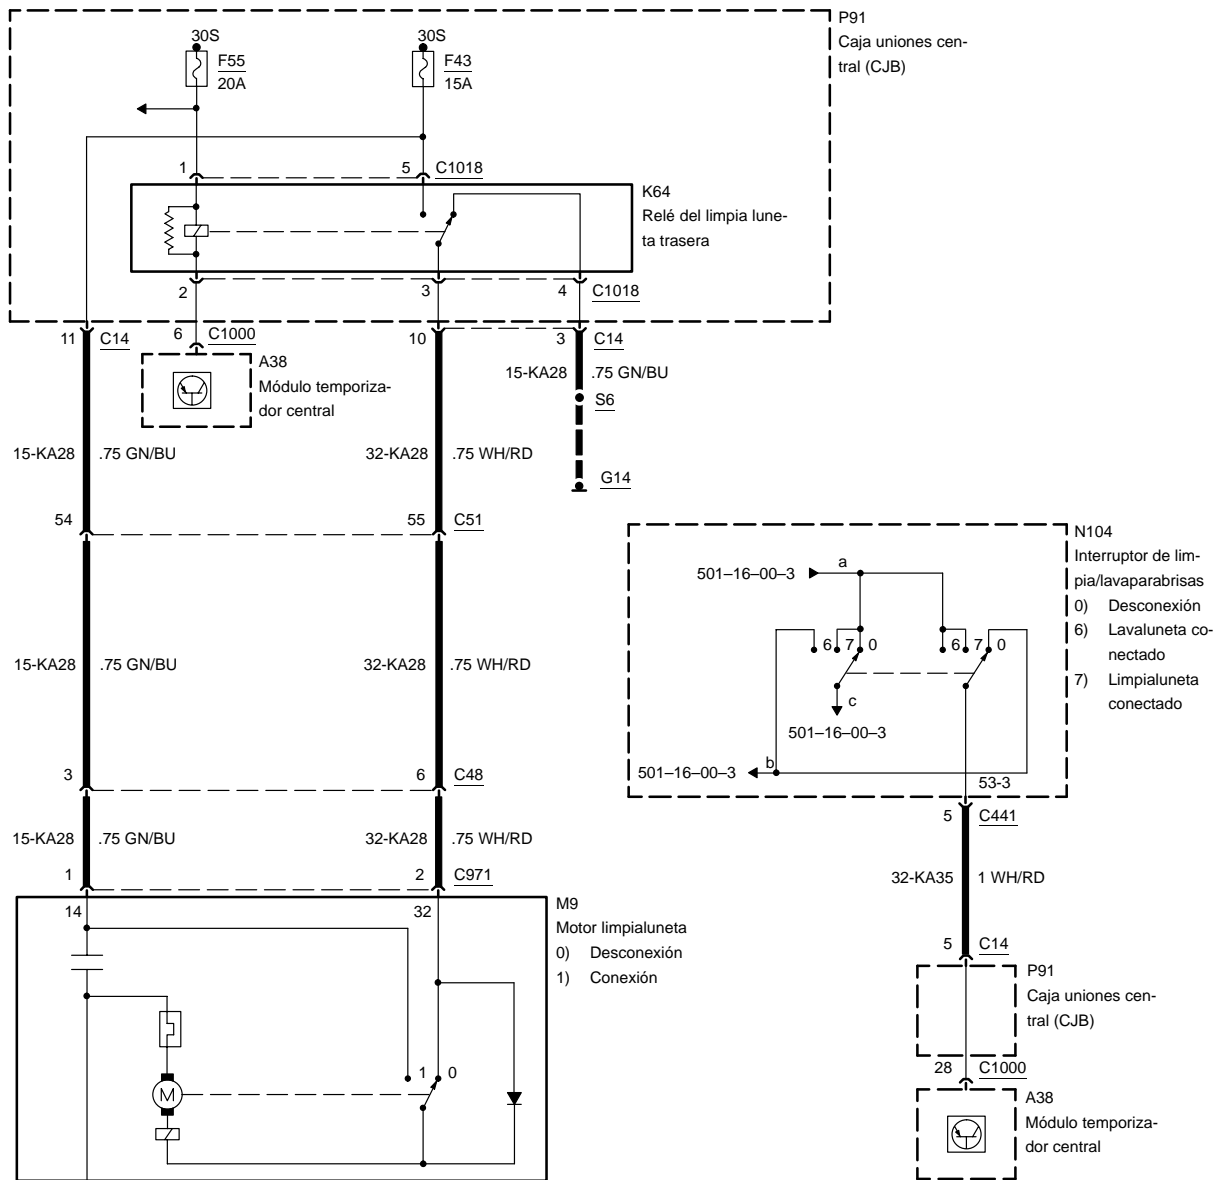 P91
Caja uniones cen-
tral (CJB)
30S
F55
20A
30S
F43
15A
1
5
C1018
K64
Relé del limpia lune-
ta trasera
2
3
4
C1018
11
C14
6
C1000
10
3
C14
A38
Módulo temporiza-
dor central
15-KA28
.75 GN/BU
S6
G14
15-KA28
.75 GN/BU
32-KA28
.75 WH/RD
54
55
C51
N104
Interruptor de lim-
pia/lavaparabrisas
0) Desconexión
6) Lavaluneta co-
nectado
7) Limpialuneta
conectado
501–16–00–3
a
6 7 0
6 7 0
c
501–16–00–3
501–16–00–3
b
53-3
15-KA28
.75 GN/BU
32-KA28
.75 WH/RD
3
6
C48
5
C441
15-KA28
.75 GN/BU
32-KA28
.75 WH/RD
32-KA35
1 WH/RD
1
2
C971
14
32
M9
Motor limpialuneta
0) Desconexión
1) Conexión
5
C14
P91
Caja uniones cen-
tral (CJB)
1 0
M
28
C1000
A38
Módulo temporiza-
dor central